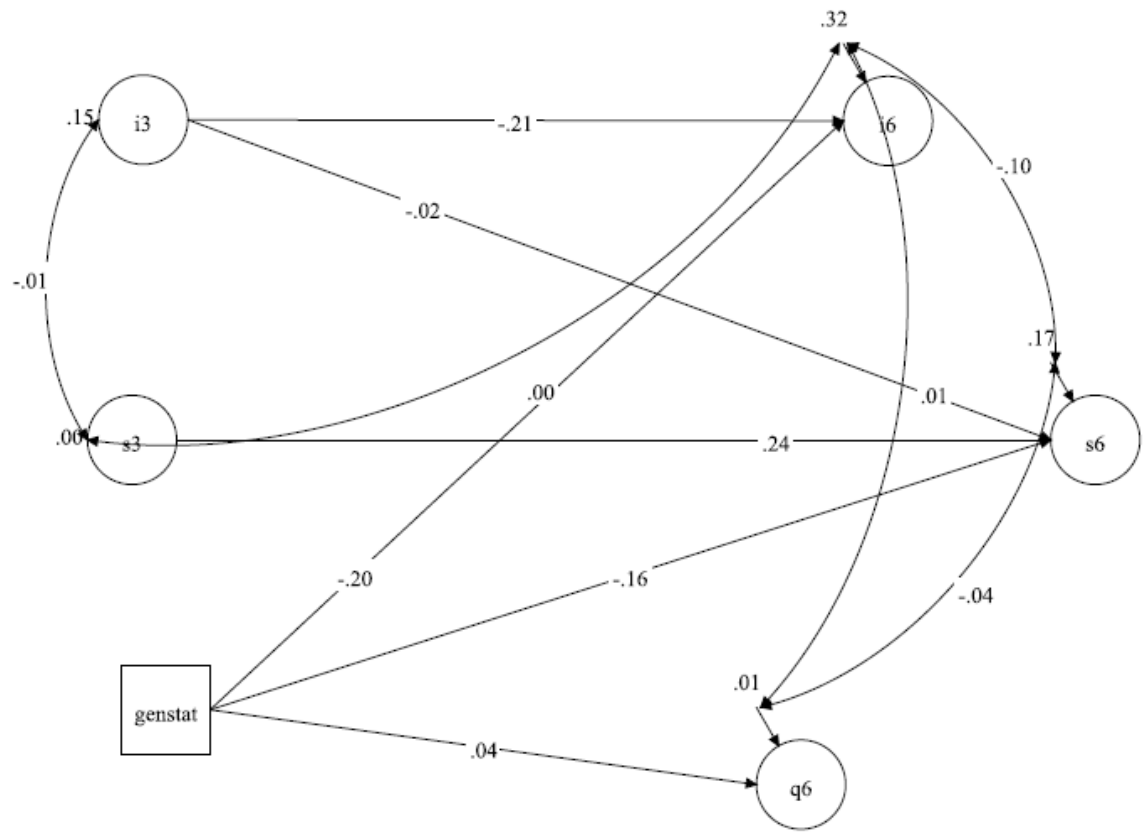 .32
.15
i3
-.21
i6
-.10
-.02
-.01
.17
.00
.01
.00
s3
.24
s6
-.20
-.16
-.04
.01
genstat
.04
q6